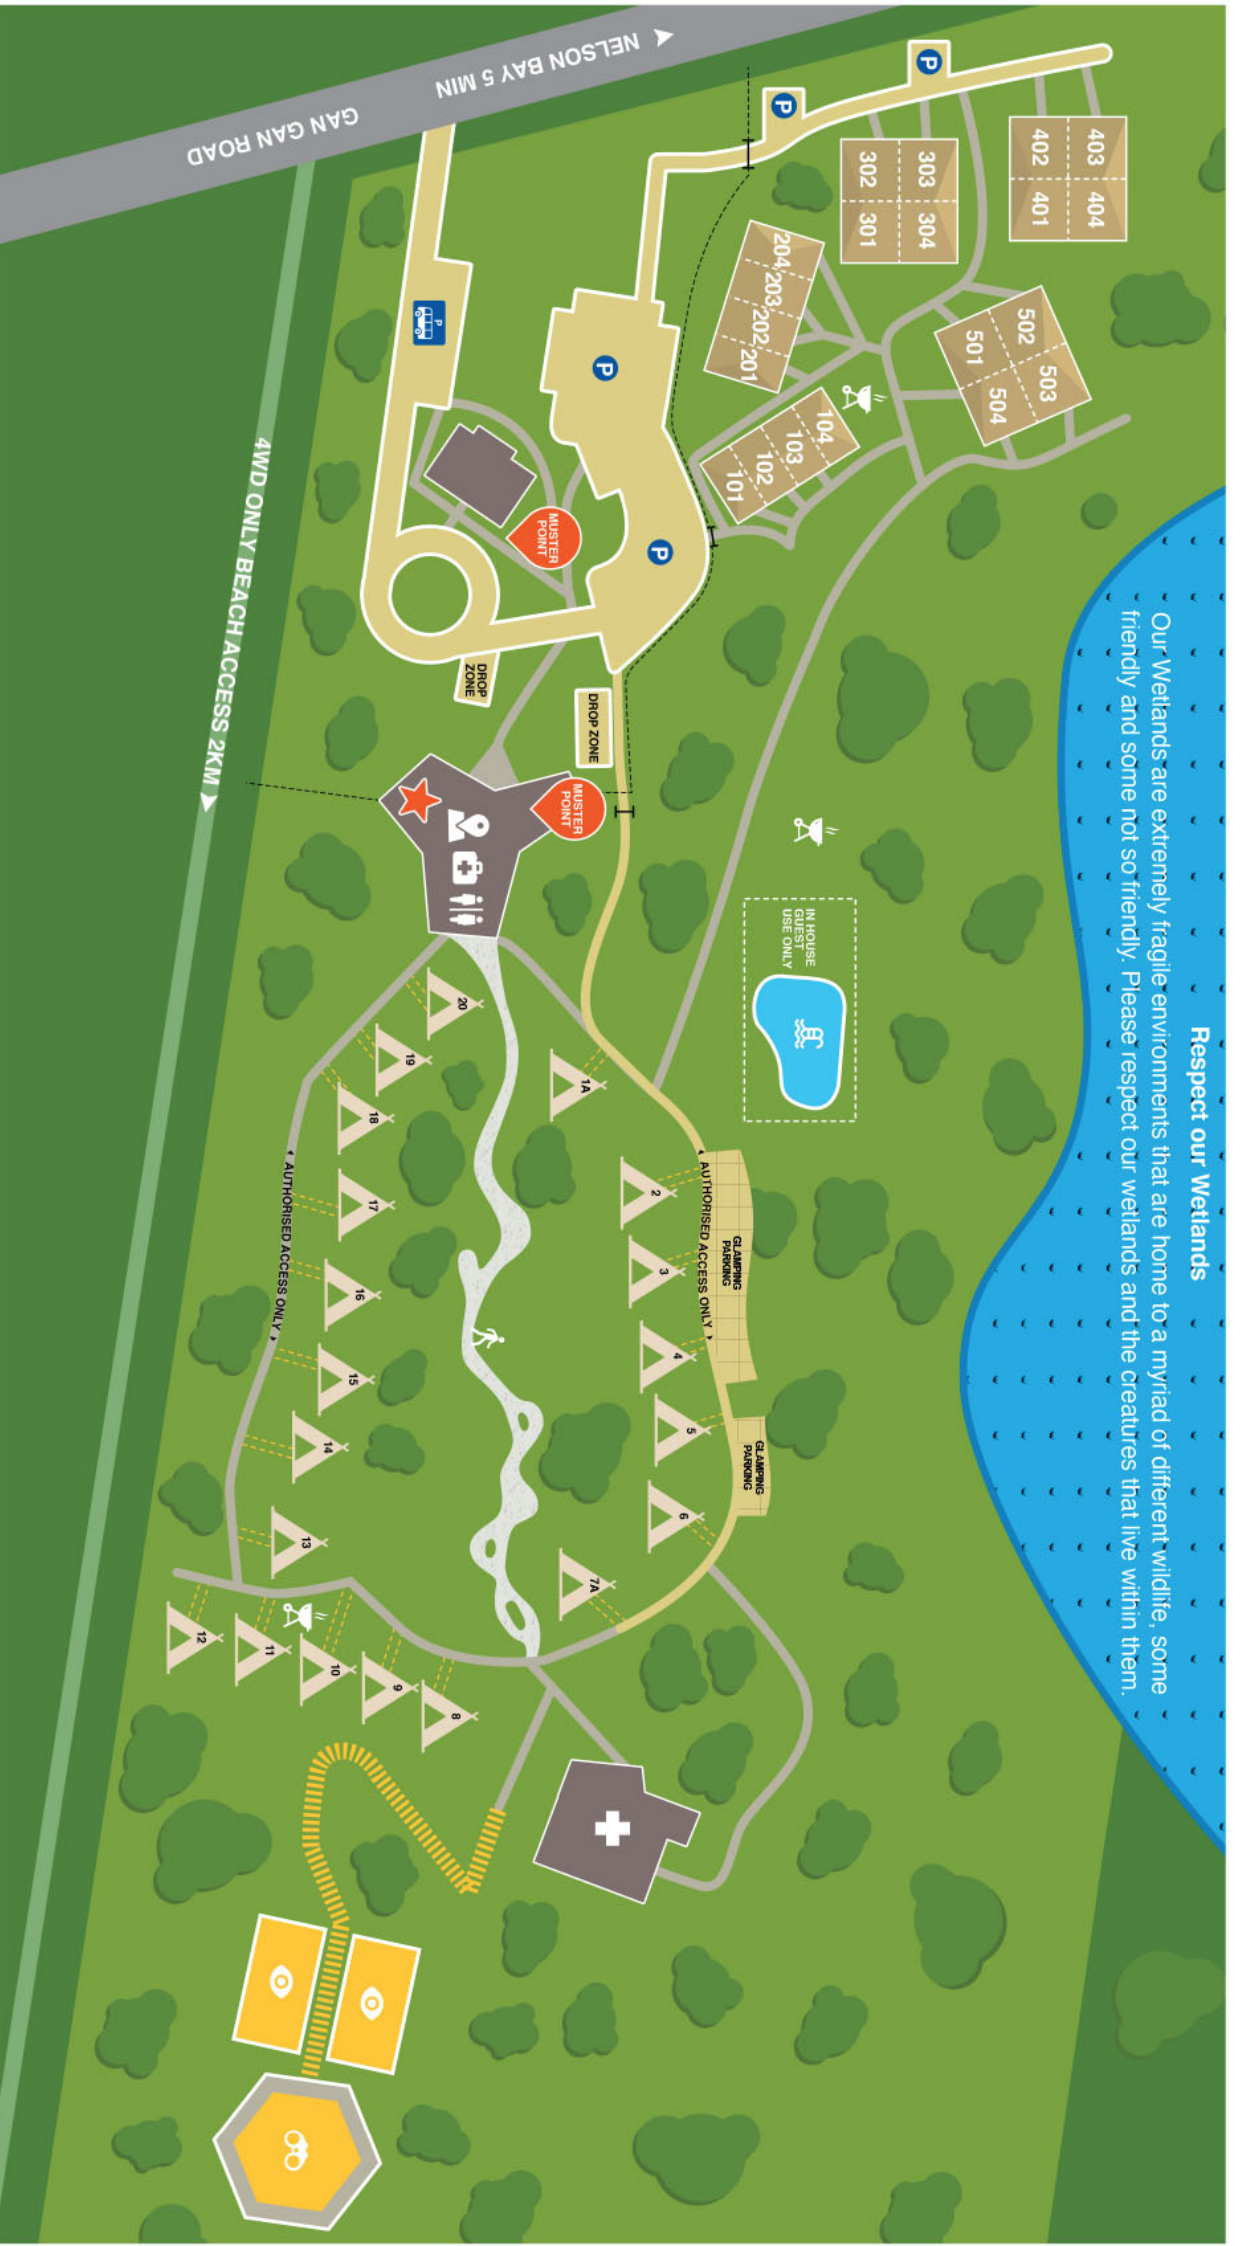 Respect our Wetlands
Our Wetlands are extremely fragile environments that are home to a myriad of different wildlife, some
friendly and some not so friendly. Please respect our wetlands and the creatures that live within them.
NELSON BAY 5 MIN
GAN GAN ROAD
4WD ONLY BEACH ACCESS 2KM
P
P
403
404
402
401
303
304
302
301
502
503
501
504
204
203
202
201
104
103
102
101
P
P
P
MUSTER
POINT
DROP
ZONE
DROP ZONE
MUSTER
POINT
IN HOUSE
GUEST
USE ONLY
GLAMPING
PARKING
GLAMPING
PARKING
AUTHORISED ACCESS ONLY
AUTHORISED ACCESS ONLY
1A
2
3
4
5
6
7A
8
9
10
11
12
13
14
15
16
17
18
19
20